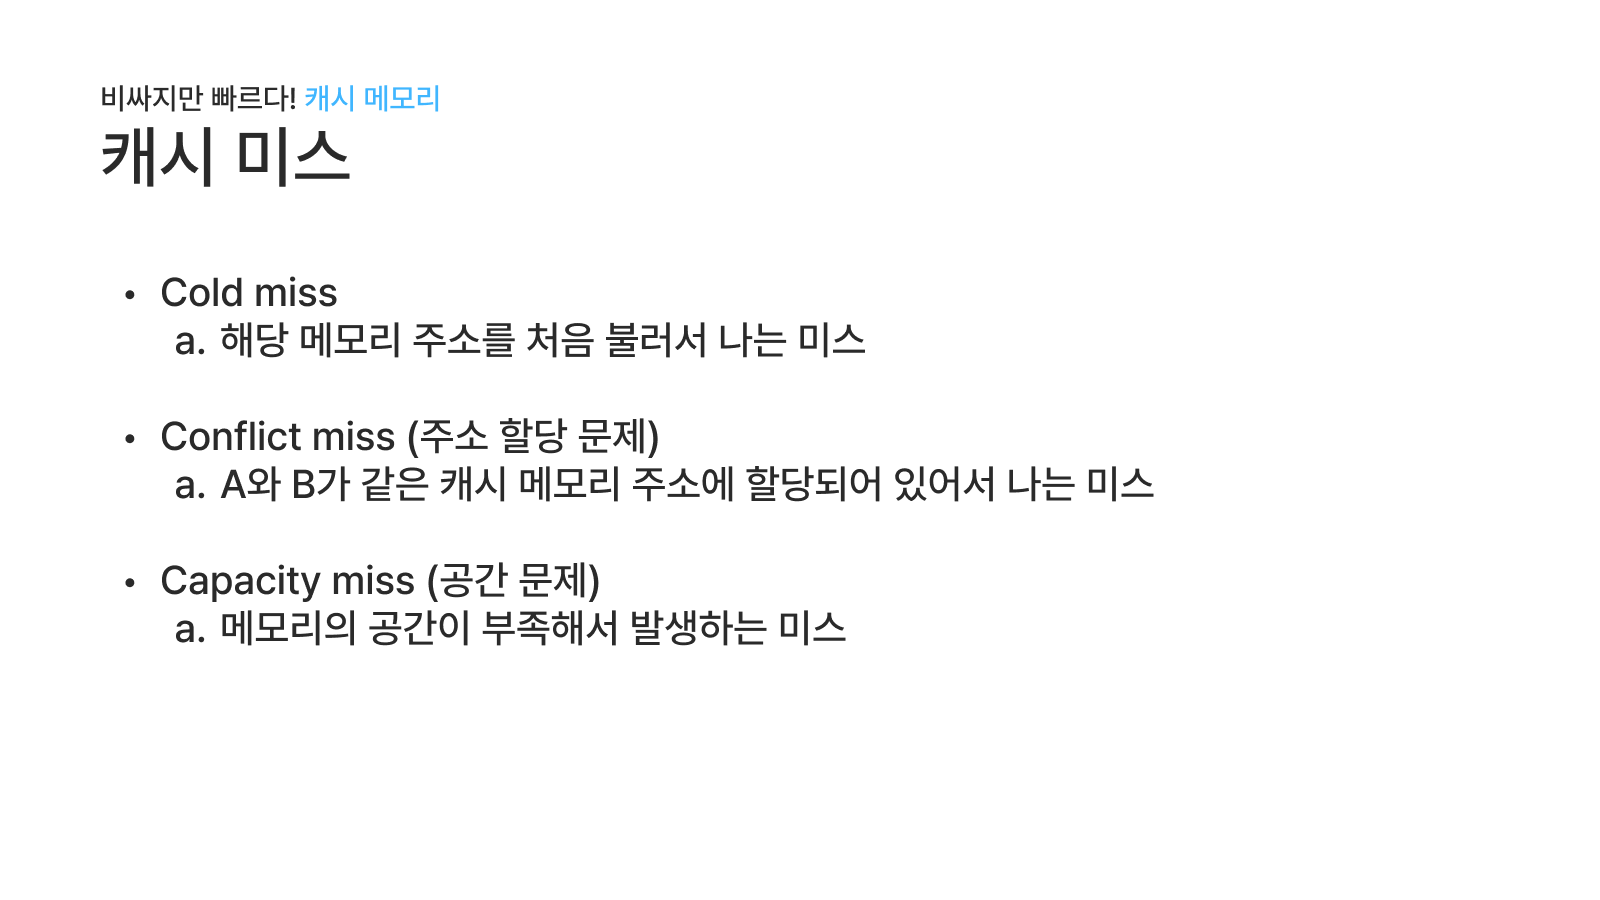 비싸지만 빠르다! 캐시 메모리
캐시 미스
• Cold miss
a. 해당 메모리 주소를 처음 불러서 나는 미스
• Conflict miss (주소 할당 문제)
a. A와 B가 같은 캐시 메모리 주소에 할당되어 있어서 나는 미스
• Capacity miss (공간 문제)
a. 메모리의 공간이 부족해서 발생하는 미스